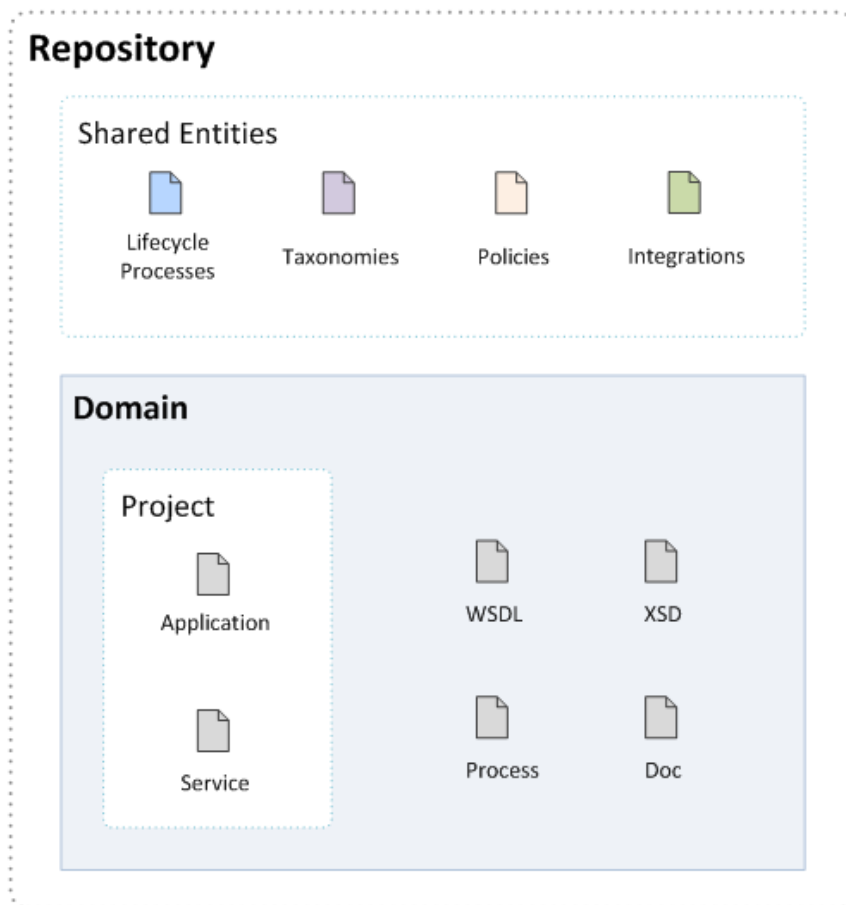 Repository
Shared Entities
Lifecycle
Processes
Taxonomies
Policies
Integrations
Domain
Project
Application
WSDL
XSD
Service
Process
Doc